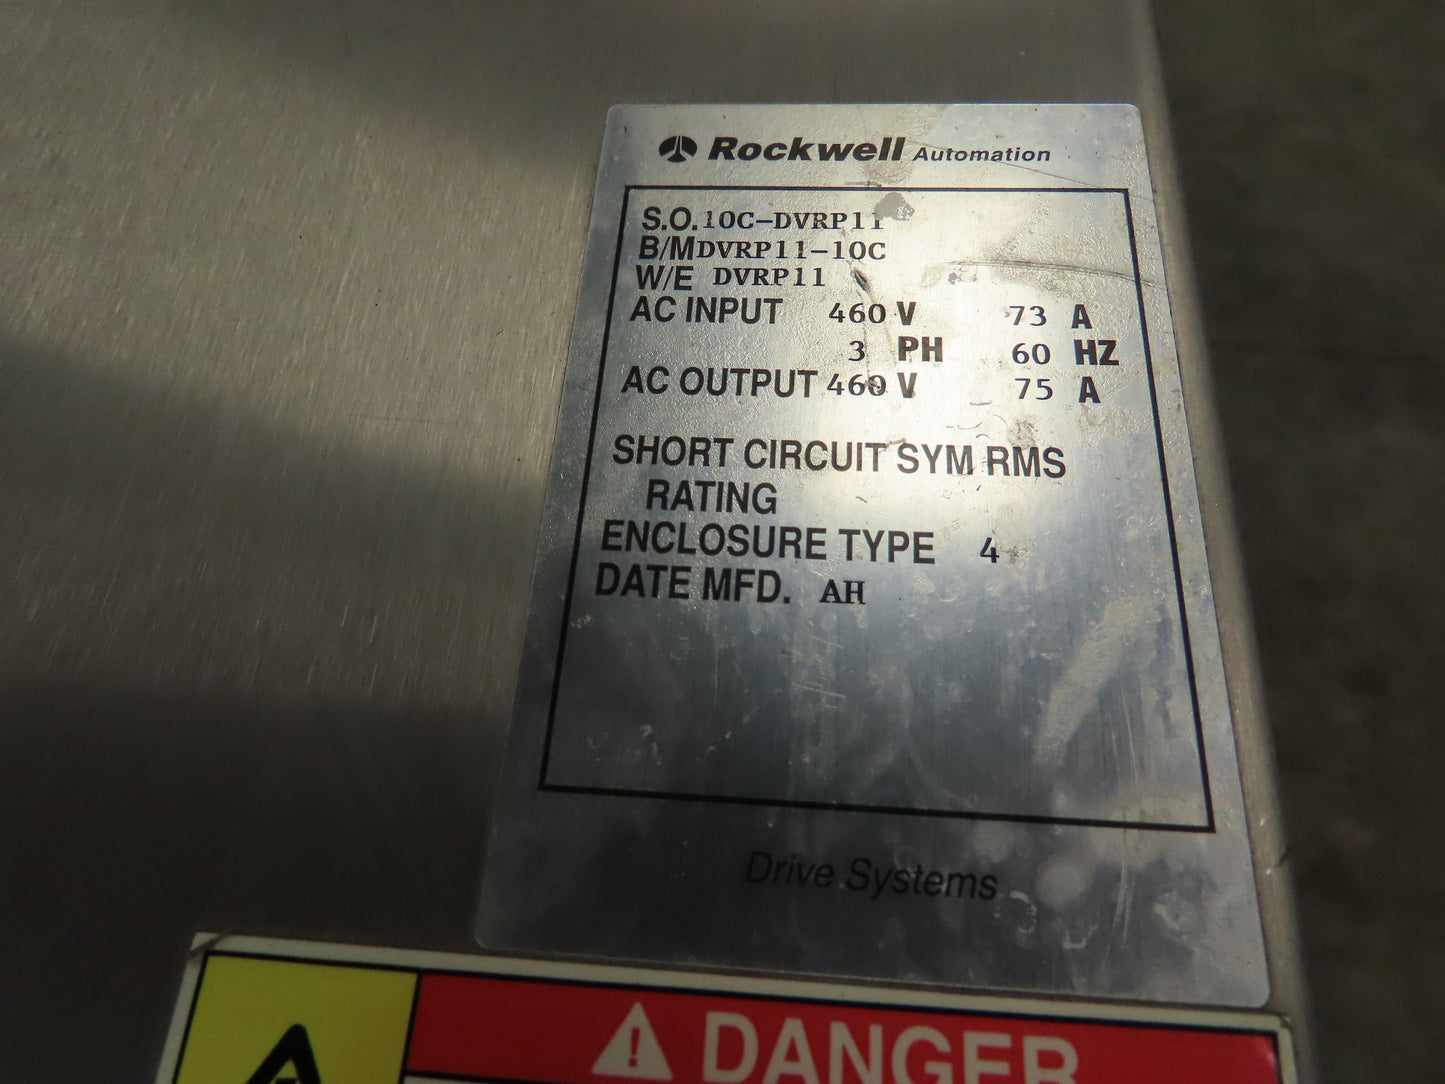 Rockwell Automation
S.O. 10C-DVRP11
B/M DVRP11-10C
W/E DVRP11
AC INPUT 460 V 73 A
3 PH 60 HZ
AC OUTPUT 460 V 75 A
SHORT CIRCUIT SYM RMS
RATING
ENCLOSURE TYPE 4
DATE MFD. AH
Drive Systems
DANGER